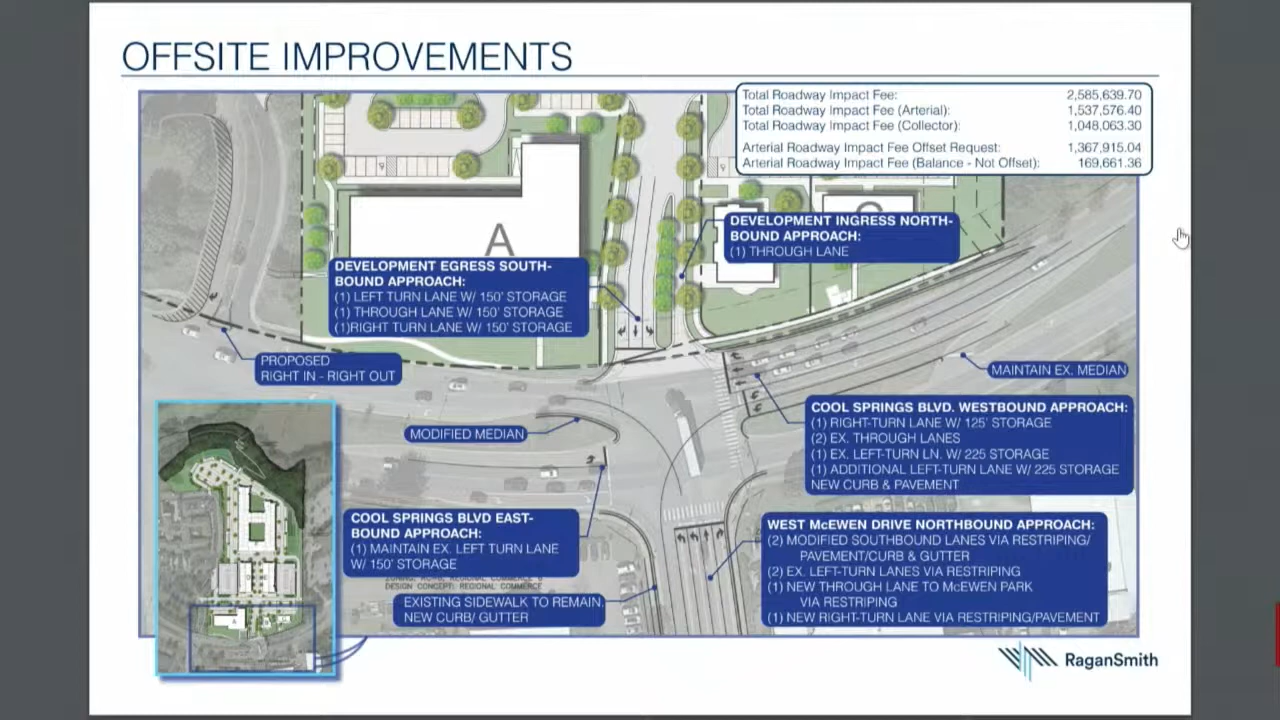 OFFSITE IMPROVEMENTS
Total Roadway Impact Fee: 2,585,639.70
Total Roadway Impact Fee (Arterial): 1,537,576.40
Total Roadway Impact Fee (Collector): 1,048,063.30
Arterial Roadway Impact Fee Offset Request: 1,367,915.04
Arterial Roadway Impact Fee (Balance - Not Offset): 169,661.36
A
DEVELOPMENT INGRESS NORTH-
BOUND APPROACH:
(1) THROUGH LANE
DEVELOPMENT EGRESS SOUTH-
BOUND APPROACH:
(1) LEFT TURN LANE W/ 150' STORAGE
(1) THROUGH LANE W/ 150' STORAGE
(1)RIGHT TURN LANE W/ 150' STORAGE
PROPOSED
RIGHT IN - RIGHT OUT
MAINTAIN EX. MEDIAN
MODIFIED MEDIAN
COOL SPRINGS BLVD. WESTBOUND APPROACH:
(1) RIGHT-TURN LANE W/ 125' STORAGE
(2) EX. THROUGH LANES
(1) EX. LEFT-TURN LN. W/ 225 STORAGE
(1) ADDITIONAL LEFT-TURN LANE W/ 225 STORAGE
NEW CURB & PAVEMENT
COOL SPRINGS BLVD EAST-
BOUND APPROACH:
(1) MAINTAIN EX. LEFT TURN LANE
W/ 150' STORAGE
DESIGN CONCEPT: REGIONAL COMMERCE
EXISTING SIDEWALK TO REMAIN.
NEW CURB/ GUTTER
WEST McEWEN DRIVE NORTHBOUND APPROACH:
(2) MODIFIED SOUTHBOUND LANES VIA RESTRIPING/
PAVEMENT/CURB & GUTTER
(2) EX. LEFT-TURN LANES VIA RESTRIPING
(1) NEW THROUGH LANE TO McEWEN PARK
VIA RESTRIPING
(1) NEW RIGHT-TURN LANE VIA RESTRIPING/PAVEMENT
RaganSmith